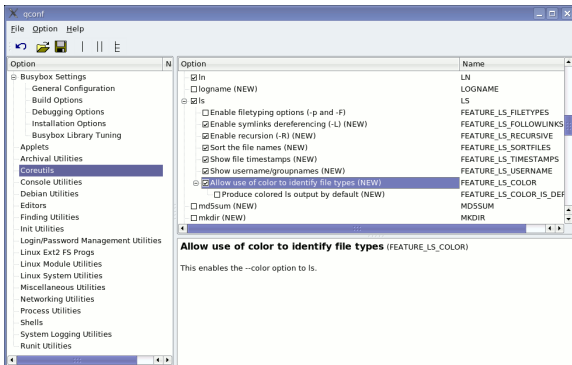 qconf
File Option Help
Option N
Busybox Settings
General Configuration
Build Options
Debugging Options
Installation Options
Busybox Library Tuning
Applets
Archival Utilities
Coreutils
Console Utilities
Debian Utilities
Editors
Finding Utilities
Init Utilities
Login/Password Management Utilities
Linux Ext2 FS Progs
Linux Module Utilities
Linux System Utilities
Miscellaneous Utilities
Networking Utilities
Process Utilities
Shells
System Logging Utilities
Runit Utilities
Option Name
ln LN
logname (NEW) LOGNAME
ls LS
Enable filetyping options (-p and -F) FEATURE_LS_FILETYPES
Enable symlinks dereferencing (-L) (NEW) FEATURE_LS_FOLLOWLINKS
Enable recursion (-R) (NEW) FEATURE_LS_RECURSIVE
Sort the file names (NEW) FEATURE_LS_SORTFILES
Show file timestamps (NEW) FEATURE_LS_TIMESTAMPS
Show username/groupnames (NEW) FEATURE_LS_USERNAME
Allow use of color to identify file types (NEW) FEATURE_LS_COLOR
Produce colored ls output by default (NEW) FEATURE_LS_COLOR_IS_DEF
md5sum (NEW) MD5SUM
mkdir (NEW) MKDIR
Allow use of color to identify file types (FEATURE_LS_COLOR)
This enables the --color option to ls.